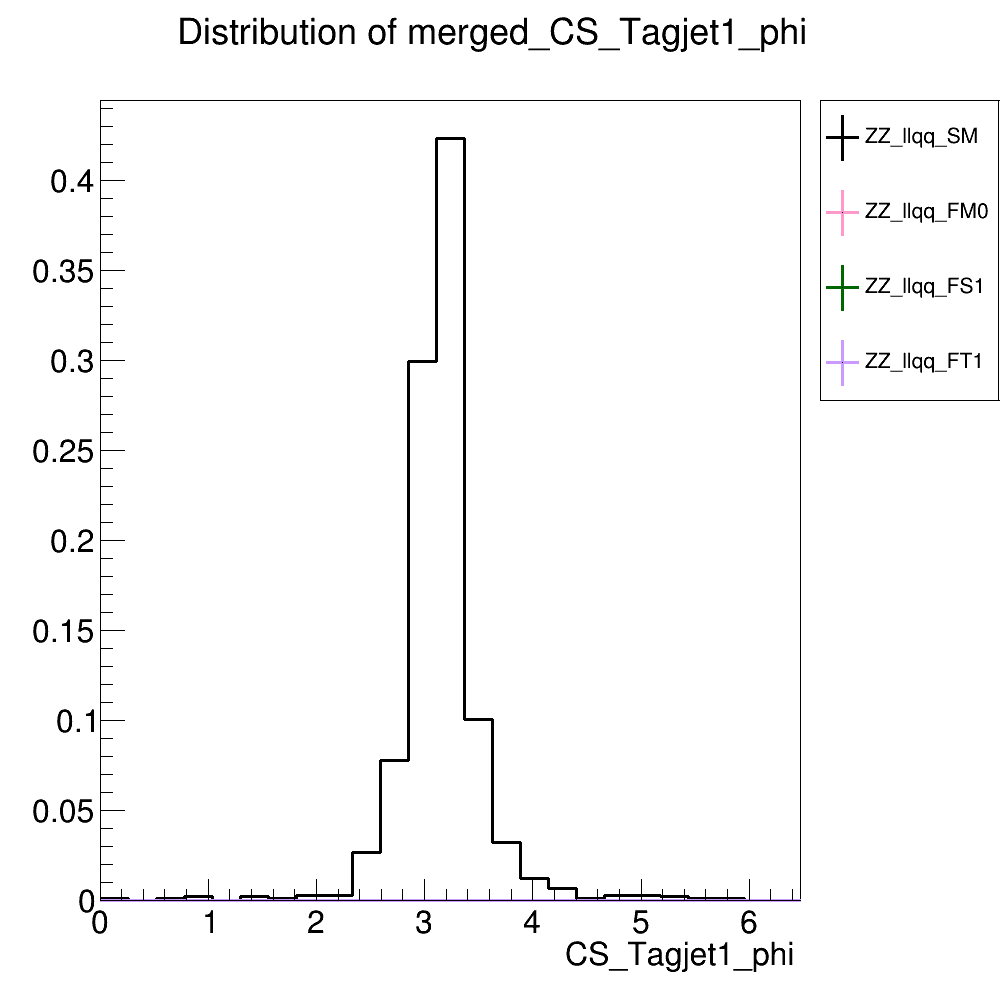 Distribution of merged_CS_Tagjet1_phi
ZZ_llqq_SM
ZZ_llqq_FM0
ZZ_llqq_FS1
ZZ_llqq_FT1
0.4
0.35
0.3
0.25
0.2
0.15
0.1
0.05
0
0 1 2 3 4 5 6
CS_Tagjet1_phi